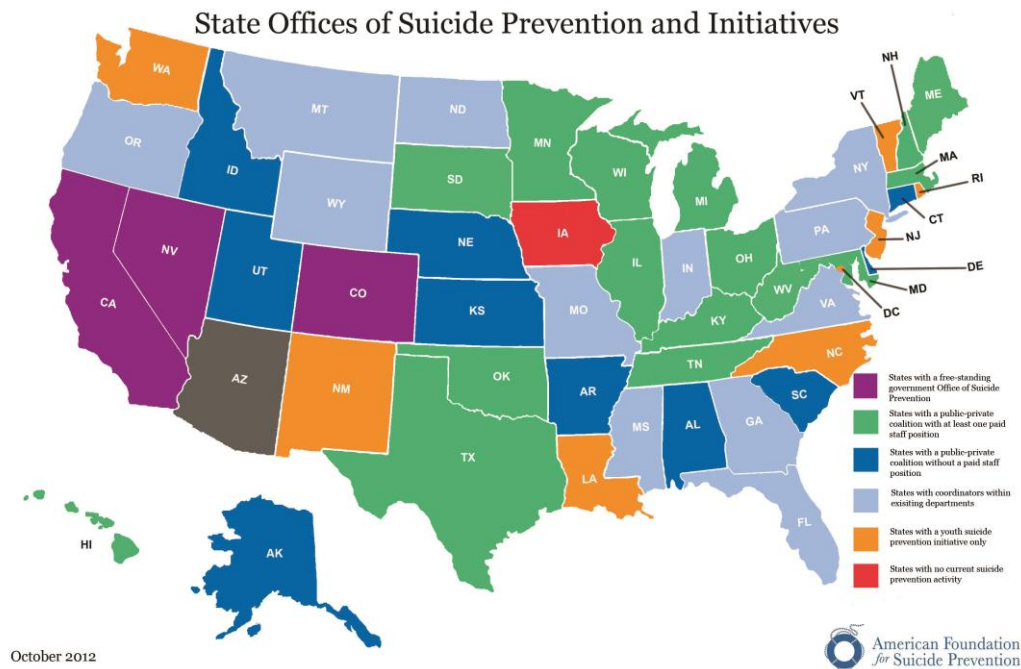 State Offices of Suicide Prevention and Initiatives
WA
MT
ND
MN
NH
VT
ME
OR
ID
SD
WI
MI
NY
MA
RI
WY
CT
NV
UT
NE
IA
IL
IN
OH
PA
NJ
DE
MD
DC
CA
CO
KS
MO
WV
VA
KY
AZ
NM
OK
AR
TN
NC
SC
TX
LA
MS
AL
GA
FL
HI
AK
States with a free-standing
government Office of Suicide
Prevention
States with a public-private
coalition with at least one paid
staff position
States with a public-private
coalition without a paid staff
position
States with coordinators within
exisiting departments
States with a youth suicide
prevention initiative only
States with no current suicide
prevention activity
October 2012
American Foundation
for Suicide Prevention